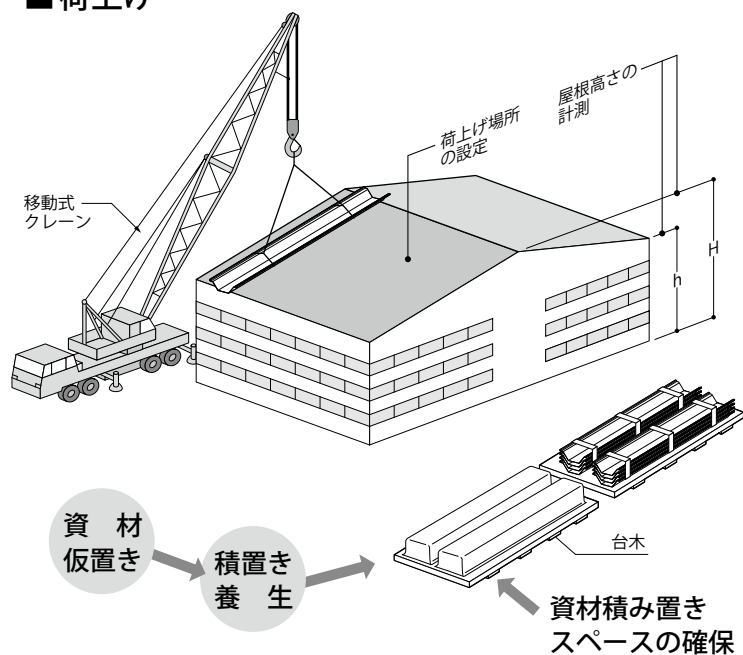 ■荷上げ
屋根高さの
計測
荷上げ場所
の設定
移動式
クレーン
H
h
資　材
仮置き
積置き
養　生
台木
資材積み置き
スペースの確保